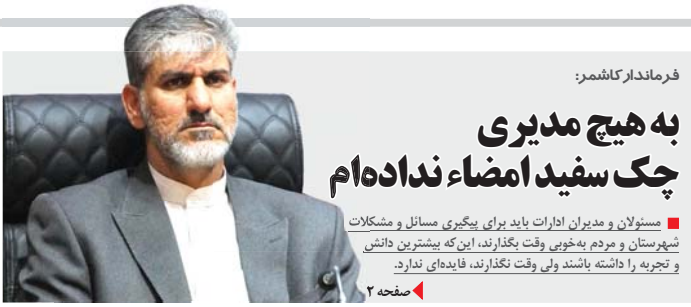 فرماندار کاشمر:
به هیچ مدیری
چک سفید امضاء نداده‌ام
مسئولان و مدیران ادارات باید برای پیگیری مسائل و مشکلات
شهرستان و مردم به‌خوبی وقت بگذارند، این‌که بیشترین دانش
و تجربه را داشته باشند ولی وقت نگذارند، فایده‌ای ندارد.
صفحه ۲